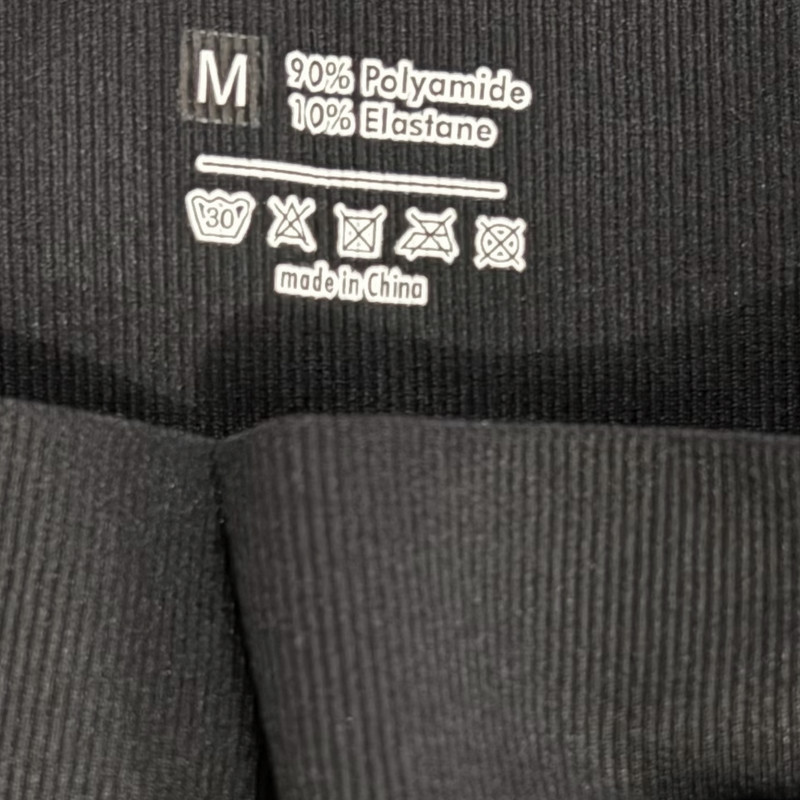 M
90% Polyamide
10% Elastane
30
made in China